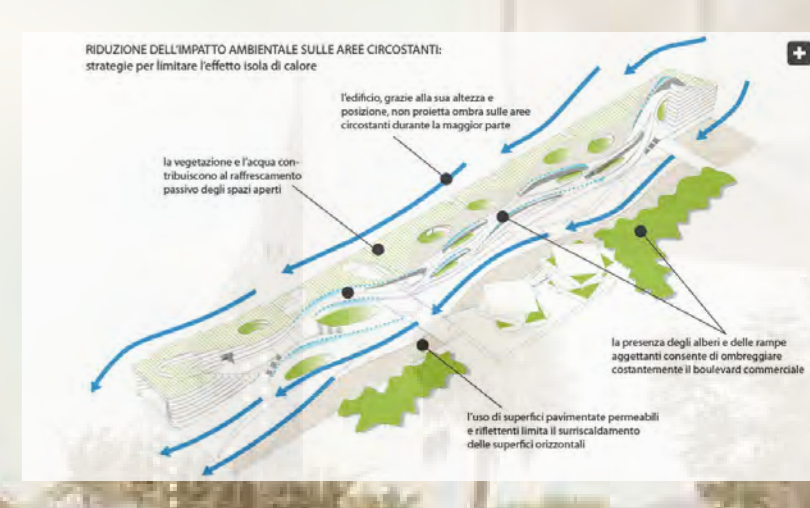 RIDUZIONE DELL'IMPATTO AMBIENTALE SULLE AREE CIRCOSTANTI:
strategie per limitare l'effetto isola di calore
l'edificio, grazie alla sua altezza e
posizione, non proietta ombra sulle aree
circostanti durante la maggior parte
la vegetazione e l'acqua con-
tribuiscono al raffrescamento
passivo degli spazi aperti
la presenza degli alberi e delle rampe
aggettanti consente di ombreggiare
costantemente il boulevard commerciale
l'uso di superfici pavimentate permeabili
e riflettenti limita il surriscaldamento
delle superfici orizzontali